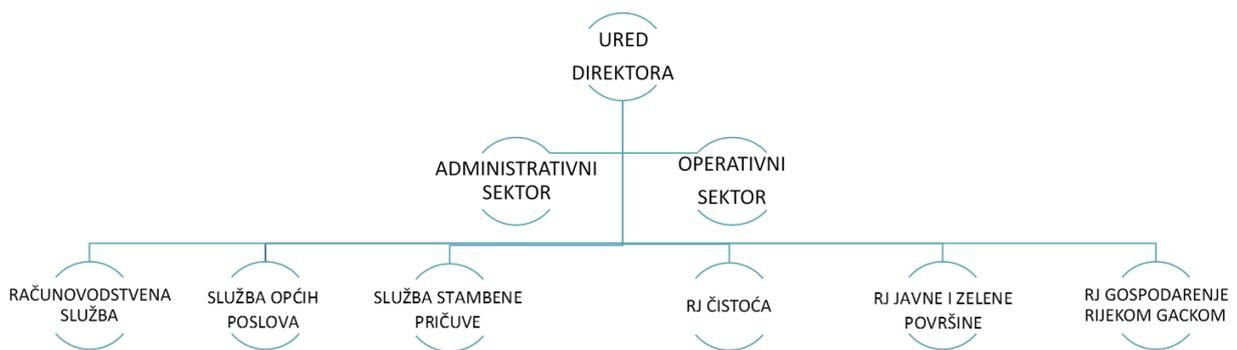 URED
DIREKTORA
ADMINISTRATIVNI
SEKTOR
OPERATIVNI
SEKTOR
RAČUNOVODSTVENA
SLUŽBA
SLUŽBA OPĆIH
POSLOVA
SLUŽBA STAMBENE
PRIČUVE
RJ ČISTOĆA
RJ JAVNE I ZELENE
POVRŠINE
RJ GOSPODARENJE
RIJEKOM GACKOM